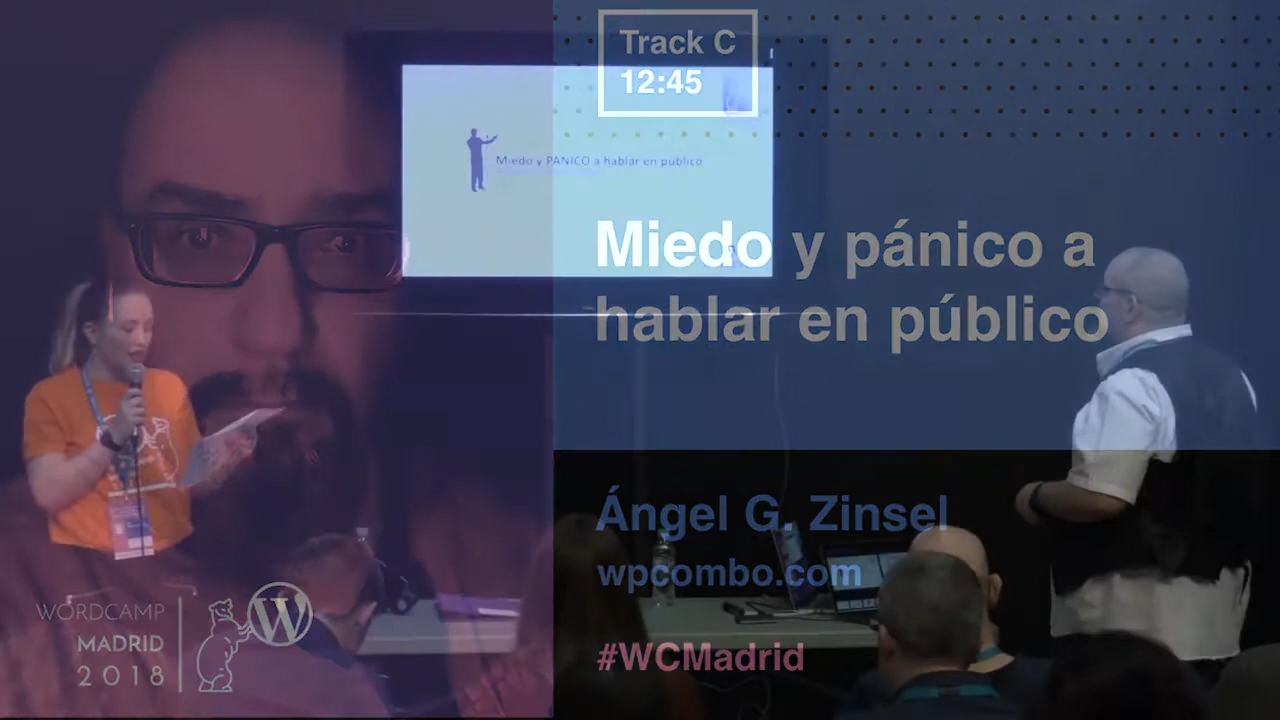 Track C
12:45
Miedo y PANICO a hablar en público
Miedo y pánico a
hablar en público
Ángel G. Zinsel
wpcombo.com
#WCMadrid
WORDCAMP
MADRID
2018